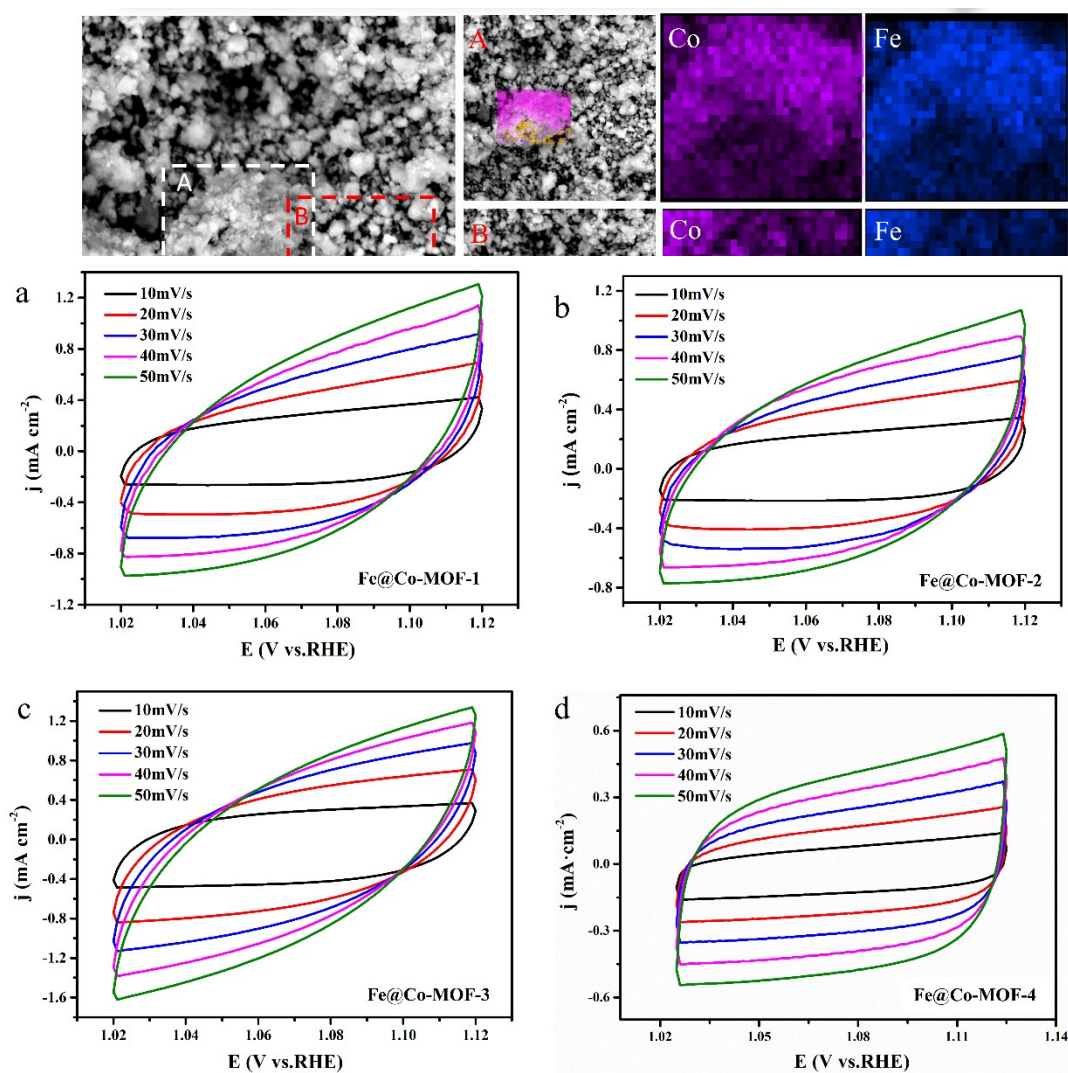 A
B
A
Co
Fe
B
Co
Fe
a
10mV/s
20mV/s
30mV/s
40mV/s
50mV/s
1.2
0.8
0.4
0.0
-0.4
-0.8
-1.2
j (mA cm⁻²)
Fe@Co-MOF-1
1.02 1.04 1.06 1.08 1.10 1.12
E (V vs.RHE)
b
10mV/s
20mV/s
30mV/s
40mV/s
50mV/s
1.2
0.8
0.4
0.0
-0.4
-0.8
j (mA cm⁻²)
Fe@Co-MOF-2
1.02 1.04 1.06 1.08 1.10 1.12
E (V vs.RHE)
c
10mV/s
20mV/s
30mV/s
40mV/s
50mV/s
1.2
0.8
0.4
0.0
-0.4
-0.8
-1.2
-1.6
j (mA cm⁻²)
Fe@Co-MOF-3
1.02 1.04 1.06 1.08 1.10 1.12
E (V vs.RHE)
d
10mV/s
20mV/s
30mV/s
40mV/s
50mV/s
0.6
0.3
0.0
-0.3
-0.6
j (mA·cm⁻²)
Fe@Co-MOF-4
1.02 1.05 1.08 1.11 1.14
E (V vs.RHE)